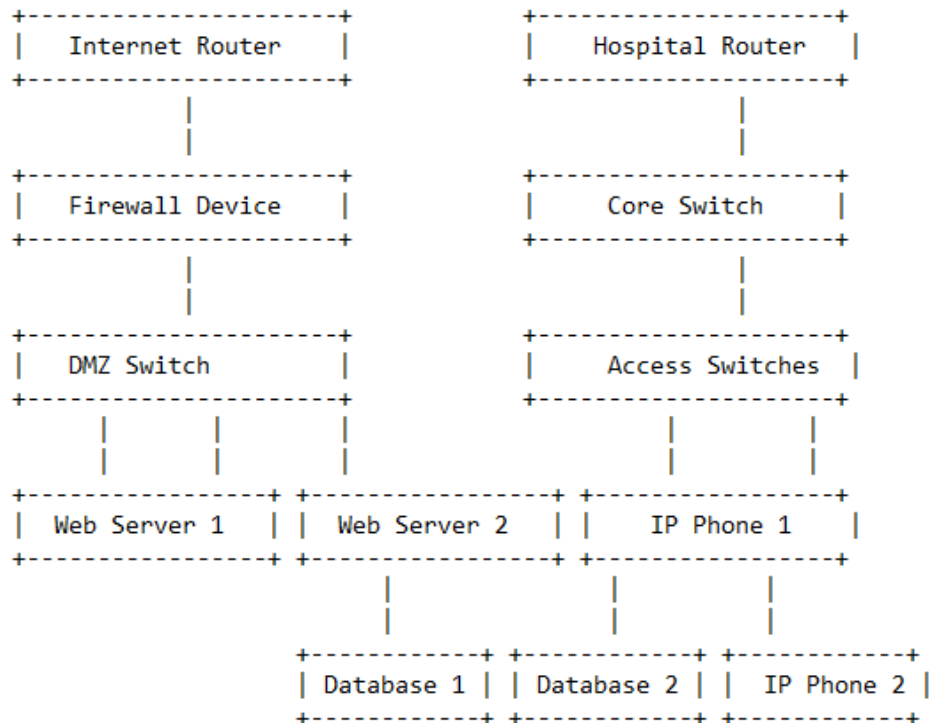 Internet Router Hospital Router
Firewall Device Core Switch
DMZ Switch Access Switches
Web Server 1 Web Server 2 IP Phone 1
Database 1 Database 2 IP Phone 2